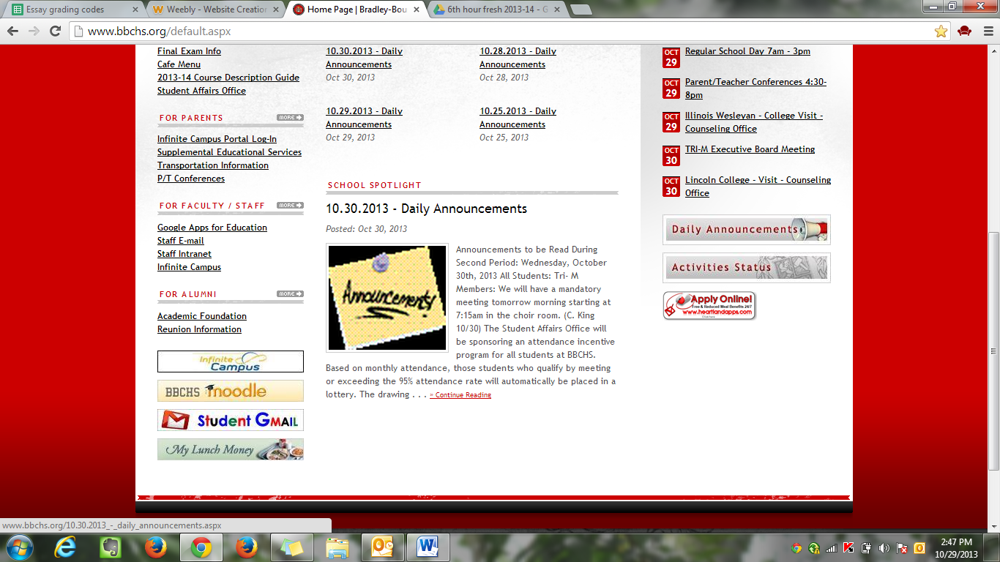 Essay grading codes
Weebly - Website Creation
Home Page | Bradley-Bou
6th hour fresh 2013-14 - G
www.bbchs.org/default.aspx
Final Exam Info
Cafe Menu
2013-14 Course Description Guide
Student Affairs Office
FOR PARENTS
MORE
Infinite Campus Portal Log-In
Supplemental Educational Services
Transportation Information
P/T Conferences
FOR FACULTY / STAFF
MORE
Google Apps for Education
Staff E-mail
Staff Intranet
Infinite Campus
FOR ALUMNI
MORE
Academic Foundation
Reunion Information
Infinite
Campus
BBCHS moodle
Student GMAIL
My Lunch Money
10.30.2013 - Daily
Announcements
Oct 30, 2013
10.28.2013 - Daily
Announcements
Oct 28, 2013
10.29.2013 - Daily
Announcements
Oct 29, 2013
10.25.2013 - Daily
Announcements
Oct 25, 2013
SCHOOL SPOTLIGHT
10.30.2013 - Daily Announcements
Posted: Oct 30, 2013
Announcements
Announcements to be Read During
Second Period: Wednesday, October
30th, 2013 All Students: Tri- M
Members: We will have a mandatory
meeting tomorrow morning starting at
7:15am in the choir room. (C. King
10/30) The Student Affairs Office will
be sponsoring an attendance incentive
program for all students at BBCHS.
Based on monthly attendance, those students who qualify by meeting
or exceeding the 95% attendance rate will automatically be placed in a
lottery. The drawing . . . » Continue Reading
OCT
29
Regular School Day 7am - 3pm
OCT
29
Parent/Teacher Conferences 4:30-
8pm
OCT
29
Illinois Wesleyan - College Visit -
Counseling Office
OCT
30
TRI-M Executive Board Meeting
OCT
30
Lincoln College - Visit - Counseling
Office
Daily Announcements
Activities Status
Apply Online!
Free & Reduced Meal Benefits 24/7
www.heartlandapps.com
Click here
www.bbchs.org/10.30.2013_-_daily_announcements.aspx
2:47 PM
10/29/2013